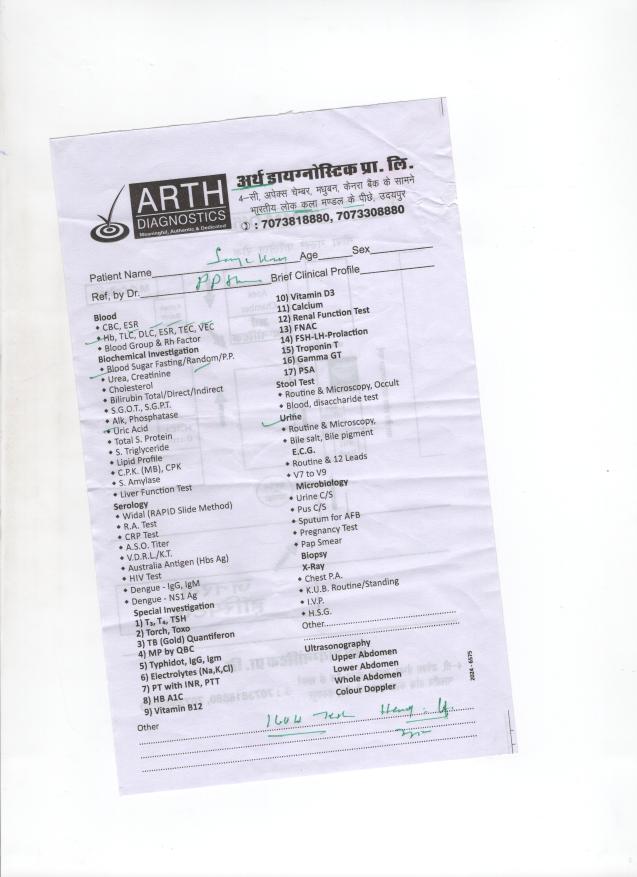 ARTH
DIAGNOSTICS
Meaningful, Authentic & Dedicated
अर्थ डायग्नोस्टिक प्रा. लि.
4-सी, अपेक्स चेम्बर, मधुबन, केनरा बैंक के सामने
भारतीय लोक कला मण्डल के पीछे, उदयपुर
: 7073818880, 7073308880
Patient Name Age Sex
Ref, by Dr. Brief Clinical Profile
Blood
• CBC, ESR
• Hb, TLC, DLC, ESR, TEC, VEC
• Blood Group & Rh Factor
Biochemical Investigation
• Blood Sugar Fasting/Random/P.P.
• Urea, Creatinine
• Cholesterol
• Bilirubin Total/Direct/Indirect
• S.G.O.T., S.G.P.T.
• Alk, Phosphatase
• Uric Acid
• Total S. Protein
• S. Triglyceride
• Lipid Profile
• C.P.K. (MB), CPK
• S. Amylase
• Liver Function Test
Serology
• Widal (RAPID Slide Method)
• R.A. Test
• CRP Test
• A.S.O. Titer
• V.D.R.L./K.T.
• Australia Antigen (Hbs Ag)
• HIV Test
• Dengue - IgG, IgM
• Dengue - NS1 Ag
Special Investigation
1) T₃, T₄, TSH
2) Torch, Toxo
3) TB (Gold) Quantiferon
4) MP by QBC
5) Typhidot, IgG, Igm
6) Electrolytes (Na,K,Cl)
7) PT with INR, PTT
8) HB A1C
9) Vitamin B12
10) Vitamin D3
11) Calcium
12) Renal Function Test
13) FNAC
14) FSH-LH-Prolaction
15) Troponin T
16) Gamma GT
17) PSA
Stool Test
• Routine & Microscopy, Occult
• Blood, disaccharide test
Urine
• Routine & Microscopy,
• Bile salt, Bile pigment
E.C.G.
• Routine & 12 Leads
• V7 to V9
Microbiology
• Urine C/S
• Pus C/S
• Sputum for AFB
• Pregnancy Test
• Pap Smear
Biopsy
X-Ray
• Chest P.A.
• K.U.B. Routine/Standing
• I.V.P.
• H.S.G.
Other
Ultrasonography
Upper Abdomen
Lower Abdomen
Whole Abdomen
Colour Doppler
2024 - 6575
Other